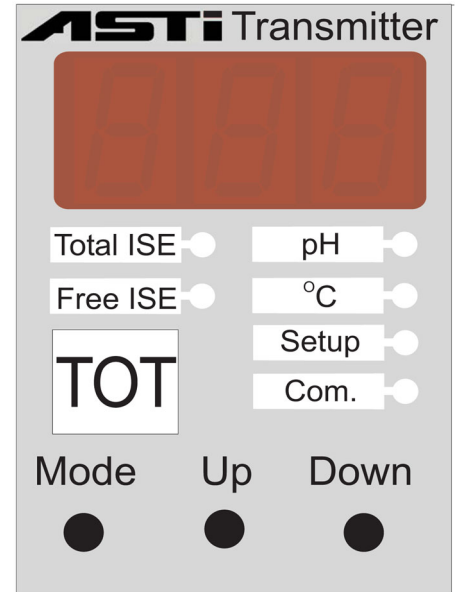 ASTi Transmitter
Total ISE
pH
Free ISE
°C
Setup
TOT
Com.
Mode Up Down